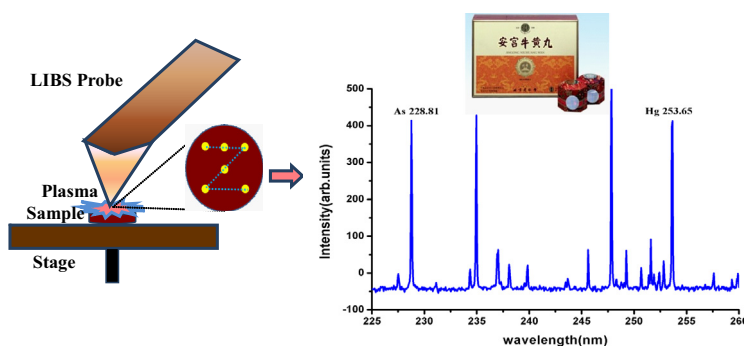 LIBS Probe
Plasma
Sample
Stage
安宫牛黄丸
As 228.81
Hg 253.65
Intensity(arb.units)
500
400
300
200
100
0
-100
225
230
235
240
245
250
255
260
wavelength(nm)